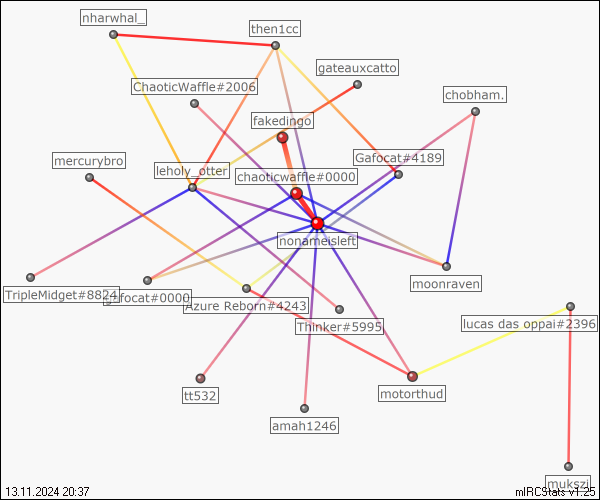 nharwhal_
then1cc
gateauxcatto
ChaoticWaffle#2006
chobham.
fakedingo
mercurybro
Gafocat#4189
leholy_otter
chaoticwaffle#0000
nonameisleft
moonraven
TripleMidget#8824
gafocat#0000
Azure Reborn#4243
Thinker#5995
lucas das oppai#2396
tt532
motorthud
amah1246
mukszi
13.11.2024 20:37
mIRCStats v1.25